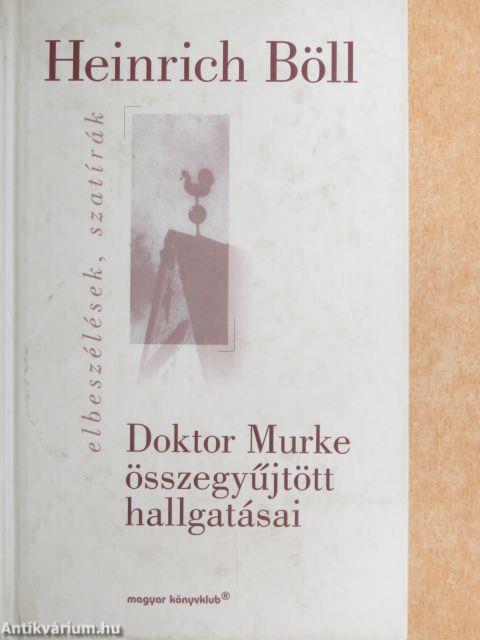 Heinrich Böll
elbeszélések, szatírák
Doktor Murke
összegyűjtött
hallgatásai
magyar könyvklub®
Antikvárium.hu